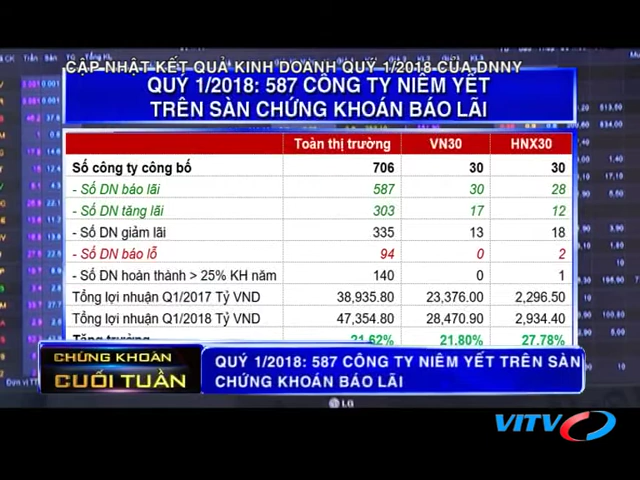 CẬP NHẬT KẾT QUẢ KINH DOANH QUÝ 1/2018 CỦA DNNY
QUÝ 1/2018: 587 CÔNG TY NIÊM YẾT
TRÊN SÀN CHỨNG KHOÁN BÁO LÃI
Toàn thị trường VN30 HNX30
Số công ty công bố 706 30 30
- Số DN báo lãi 587 30 28
- Số DN tăng lãi 303 17 12
- Số DN giảm lãi 335 13 18
- Số DN báo lỗ 94 0 2
- Số DN hoàn thành > 25% KH năm 140 0 1
Tổng lợi nhuận Q1/2017 Tỷ VND 38,935.80 23,376.00 2,296.50
Tổng lợi nhuận Q1/2018 Tỷ VND 47,354.80 28,470.90 2,934.40
Tăng trưởng 21.62% 21.80% 27.78%
CHỨNG KHOÁN
CUỐI TUẦN
QUÝ 1/2018: 587 CÔNG TY NIÊM YẾT TRÊN SÀN
CHỨNG KHOÁN BÁO LÃI
LG
VITV